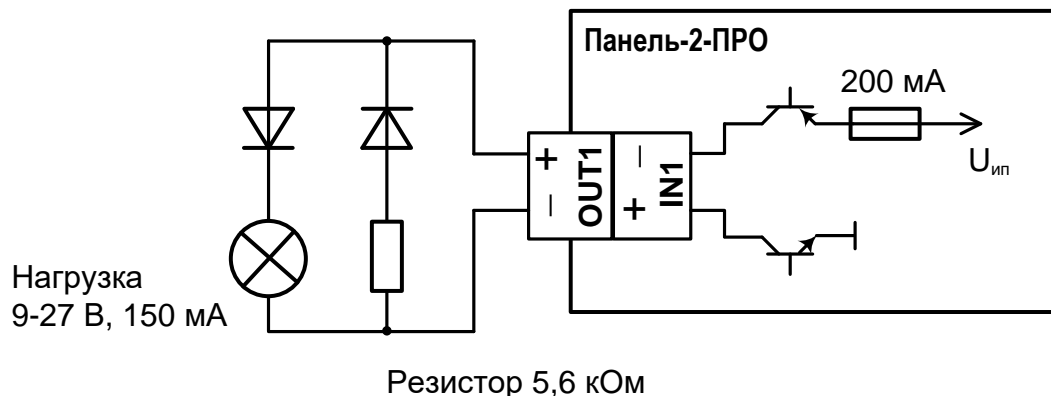 Панель-2-ПРО
200 мА
Uип
+ − OUT1
− + IN1
Нагрузка
9-27 В, 150 мА
Резистор 5,6 кОм